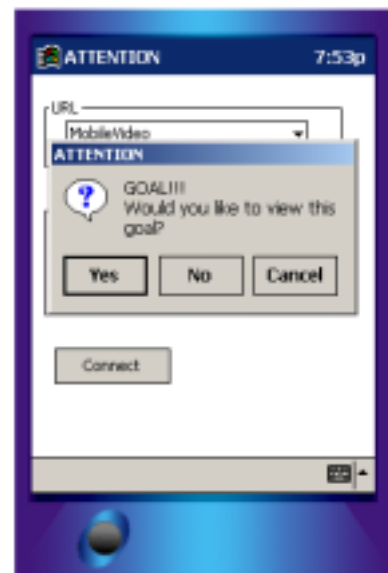 ATTENTION 7:53p
URL
MobileVideo
ATTENTION
GOAL!!!
Would you like to view this
goal?
Yes No Cancel
Connect